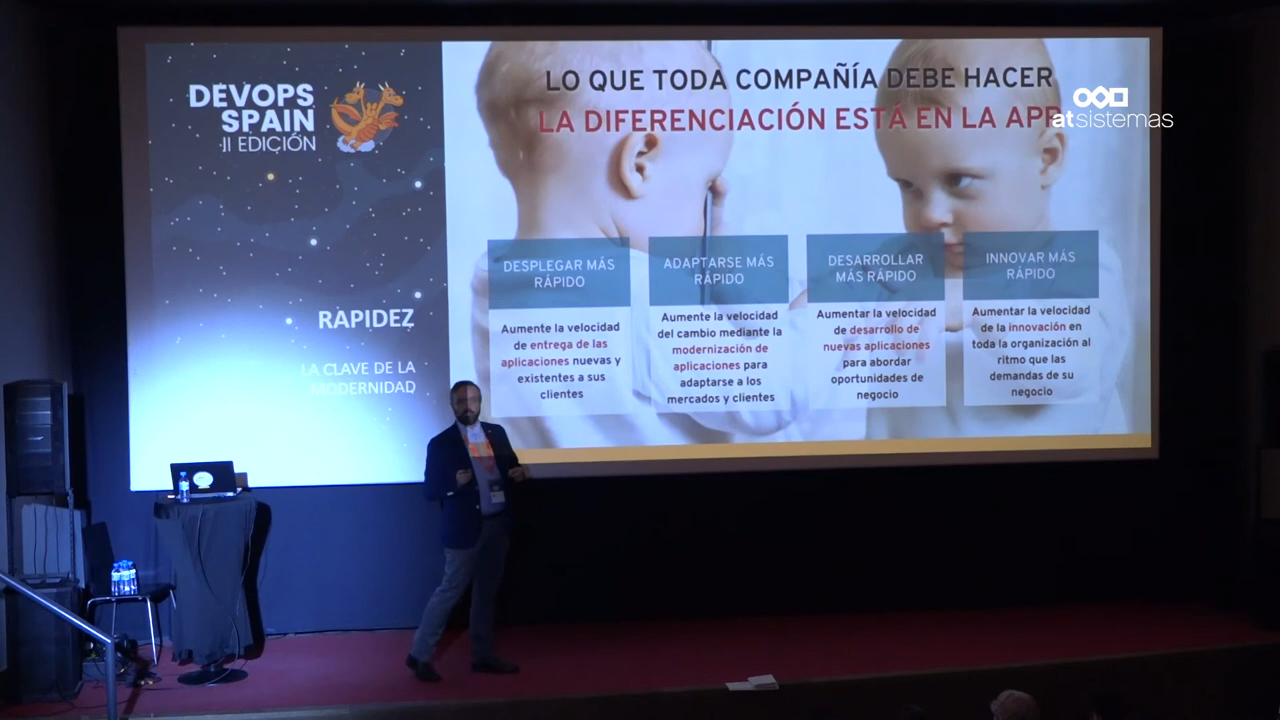 DEVOPS
SPAIN
II EDICIÓN
RAPIDEZ
LA CLAVE DE LA
MODERNIDAD
LO QUE TODA COMPAÑÍA DEBE HACER
LA DIFERENCIACIÓN ESTÁ EN LA APP
atsistemas
DESPLEGAR MÁS
RÁPIDO
Aumente la velocidad
de entrega de las
aplicaciones nuevas y
existentes a sus
clientes
ADAPTARSE MÁS
RÁPIDO
Aumente la velocidad
del cambio mediante la
modernización de
aplicaciones para
adaptarse a los
mercados y clientes
DESARROLLAR
MÁS RÁPIDO
Aumentar la velocidad
de desarrollo de
nuevas aplicaciones
para abordar
oportunidades de
negocio
INNOVAR MÁS
RÁPIDO
Aumentar la velocidad
de la innovación en
toda la organización al
ritmo que las
demandas de su
negocio